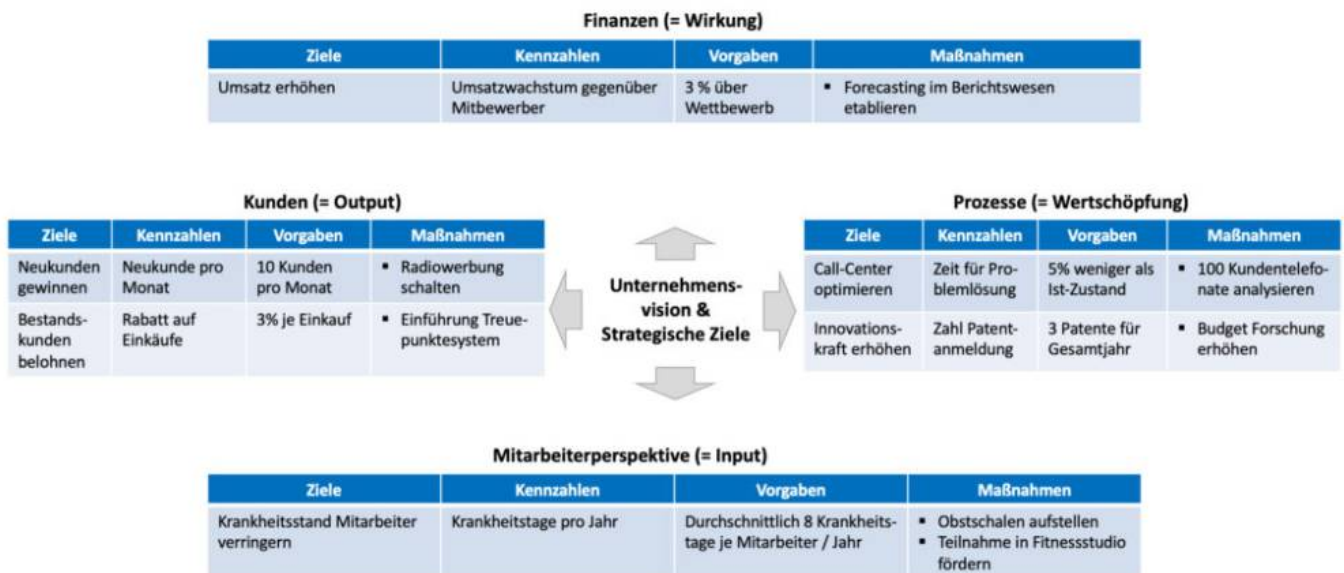 Finanzen (= Wirkung)
Ziele Kennzahlen Vorgaben Maßnahmen
Umsatz erhöhen Umsatzwachstum gegenüber 3 % über ▪ Forecasting im Berichtswesen
Mitbewerber Wettbewerb etablieren
Kunden (= Output)
Ziele Kennzahlen Vorgaben Maßnahmen
Neukunden Neukunde pro 10 Kunden ▪ Radiowerbung
gewinnen Monat pro Monat schalten
Bestands- Rabatt auf 3% je Einkauf ▪ Einführung Treue-
kunden Einkäufe punktesystem
belohnen
Unternehmens-
vision &
Strategische Ziele
Prozesse (= Wertschöpfung)
Ziele Kennzahlen Vorgaben Maßnahmen
Call-Center Zeit für Pro- 5% weniger als ▪ 100 Kundentelefo-
optimieren blemlösung Ist-Zustand nate analysieren
Innovations- Zahl Patent- 3 Patente für ▪ Budget Forschung
kraft erhöhen anmeldung Gesamtjahr erhöhen
Mitarbeiterperspektive (= Input)
Ziele Kennzahlen Vorgaben Maßnahmen
Krankheitsstand Mitarbeiter Krankheitstage pro Jahr Durchschnittlich 8 Krankheits- ▪ Obstschalen aufstellen
verringern tage je Mitarbeiter / Jahr ▪ Teilnahme in Fitnessstudio
fördern